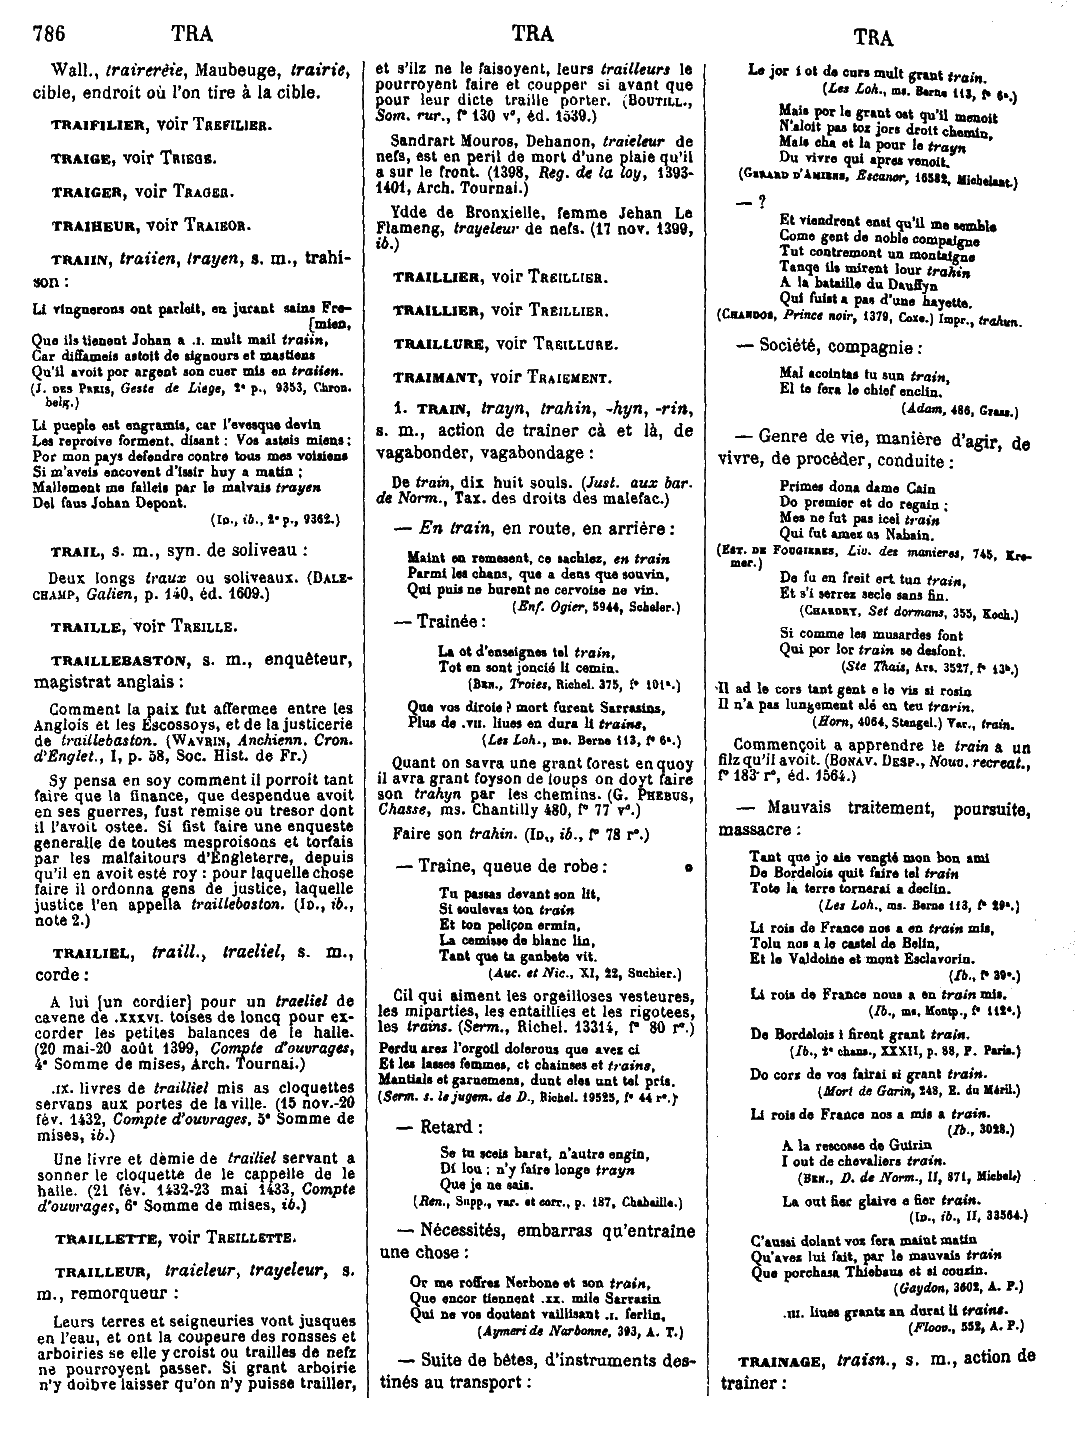 786 TRA TRA TRA
Wall., trairerèie, Maubeuge, trairie,
cible, endroit où l'on tire à la cible.
TRAIFILIER, voir TREFILIER.
TRAIGE, voir TRIEGE.
TRAIGER, voir TRAGER.
TRAIHEUR, voir TRAIEOR.
TRAIIN, traiien, trayen, s. m., trahi-
son :
Li vingnerons ont parleit, en jurant sains Fre-
[mien,
Que ils tienent Johan a .I. mult mail traiin,
Car diffameis astoit de signours et mastiens
Qu'il avoit por argent son cuer mis en traiien.
(J. DES PREIS, Geste de Liege, 2e p., 9353, Chron.
belg.)
Li pueple est engramis, car l'evesque devin
Les reproive forment. disant : Vos asteis miens;
Por mon pays defendre contre tous mes voisiens
Si m'aveis encovent d'issir huy a matin ;
Mallement me falleis par le malvais trayen
Del faus Johan Depont.
(ID., ib., 2e p., 9362.)
TRAIL, s. m., syn. de soliveau :
Deux longs traux ou soliveaux. (DALE-
CHAMP, Galien, p. 140, éd. 1609.)
TRAILLE, voir TREILLE.
TRAILLEBASTON, s. m., enquêteur,
magistrat anglais :
Comment la paix fut affermee entre les
Anglois et les Escossoys, et de la justicerie
de traillebaston. (WAVRIN, Anchienn. Cron.
d'Englet., I, p. 58, Soc. Hist. de Fr.)
Sy pensa en soy comment il porroit tant
faire que la finance, que despendue avoit
en ses guerres, fust remise ou tresor dont
il l'avoit ostee. Si fist faire une enqueste
generalle de toutes mesproisons et torfais
par les malfaitours d'Engleterre, depuis
qu'il en avoit esté roy : pour laquelle chose
faire il ordonna gens de justice, laquelle
justice l'en appella trailleboston. (ID., ib.,
note 2.)
TRAILIEL, traill., traeliel, s. m.,
corde :
A lui [un cordier] pour un traeliel de
cavene de .XXXVI. toises de loncq pour ex-
corder les petites balances de le halle.
(20 mai-20 août 1399, Compte d'ouvrages,
4e Somme de mises, Arch. Tournai.)
.IX. livres de trailliel mis as cloquettes
servans aux portes de la ville. (15 nov.-20
fév. 1432, Compte d'ouvrages, 5e Somme de
mises, ib.)
Une livre et demie de trailiel servant a
sonner le cloquette de le cappelle de le
halle. (21 fév. 1432-23 mai 1433, Compte
d'ouvrages, 6e Somme de mises, ib.)
TRAILLETTE, voir TREILLETTE.
TRAILLEUR, traieleur, trayeleur, s.
m., remorqueur :
Leurs terres et seigneuries vont jusques
en l'eau, et ont la coupeure des ronsses et
arboiries se elle y croist ou trailles de nefz
ne pourroyent passer. Si grant arboirie
n'y doibve laisser qu'on n'y puisse trailler,
et s'ilz ne le faisoyent, leurs trailleurs le
pourroyent faire et coupper si avant que
pour leur dicte traille porter. (BOUTILL.,
Som. rur., f° 130 v°, éd. 1539.)
Sandrart Mouros, Dehanon, traieleur de
nefs, est en peril de mort d'une plaie qu'il
a sur le front. (1398, Reg. de la loy, 1393-
1401, Arch. Tournai.)
Ydde de Bronxielle, femme Jehan Le
Flameng, trayeleur de nefs. (17 nov. 1399,
ib.)
TRAILLIER, voir TREILLIER.
TRAILLIER, voir TREILLIER.
TRAILLURE, voir TREILLURE.
TRAIMANT, voir TRAIEMENT.
1. TRAIN, trayn, trahin, -hyn, -rin,
s. m., action de traîner çà et là, de
vagabonder, vagabondage :
De train, dix huit souls. (Just. aux bar-
de Norm., Tax. des droits des malefac.)
— En train, en route, en arrière :
Maint en remesent, ce sachiez, en train
Parmi les chans, que a dens que souvin,
Qui puis ne burent ne cervoise ne vin.
(Enf. Ogier, 5944, Scheler.)
— Trainée :
La ot d'enseignes tel train,
Tot en sont jonciè li cemin.
(BEN., Troies, Richel. 375, f° 101a.)
Que vos diroie ? mort furent Sarrasins,
Plus de .VII. liues en dura li trains,
(Les Loh., ms. Berne 113, f° 6a.)
Quant on savra une grant forest en quoy
il avra grant foyson de loups on doyt faire
son trahyn par les chemins. (G. PHEBUS,
Chasse, ms. Chantilly 480, f° 77 v°.)
Faire son trahin. (ID., ib., f° 78 r°.)
— Traine, queue de robe :
Tu passas devant son lit,
Si soulevas ton train
Et ton peliçon ermin,
La cemisse de blanc lin,
Tant que ta ganbete vit.
(Auc. et Nic., XI, 22, Suchier.)
Cil qui aiment les orgeilloses vesteures,
les miparties, les entaillies et les rigotees,
les trains. (Serm., Richel. 13314, f° 80 r°.)
Perdu arez l'orgoil dolerous que avez ci
Et les lasses femmes, et chainses et trains,
Mantials et garnemens, dunt eles unt tel pris.
(Serm. s. le jugem. de D., Richel. 19525, f° 44 r°.)
— Retard :
Se tu sceis barat, n'autre engin,
Di lou ; n'y faire longe trayn
Que je ne sais.
(Ren., Supp., var. et corr., p. 187, Chabaille.)
— Nécessités, embarras qu'entraîne
une chose :
Or me roffres Nerbone et son train,
Que encor tiennent .XX. mile Sarrasin
Qui ne vos doutent vaillisant .I. ferlin,
(Aymeri de Narbonne, 393, A. T.)
— Suite de bêtes, d'instruments des-
tinés au transport :
Le jor i ot de curs mult grant train.
(Les Loh., ms. Berne 113, f° 6a.)
Mais por le grant ost qu'il menoit
N'aloit pas toz jors droit chemin,
Mais cha et la pour le trayn
Du vivre qui apres venoit.
(GERARD D'AMIENS, Escanor, 16582, Michelant.)
— ?
Et viendrent ensi qu'il me semble
Come gent de noble compaigne
Tut contremont un montaigne
Tanqe ils mirent lour trahin
A la bataille du Dauffyn
Qui fuist a pas d'une hayette.
(CHANDOS, Prince noir, 1379, Coxe.) Impr., trahun.
— Société, compagnie :
Mal acointas tu sun train,
El te fera le chief enclin.
(Adam, 486, Grass.)
— Genre de vie, manière d'agir, de
vivre, de procéder, conduite :
Primes dona dame Cain
Do premier et do regain ;
Mes ne fut pas icel train
Qui fut amez as Nabain.
(EST. DE FOUGIERES, Liv. des manieres, 745, Kre-
mer.)
De fu en freit ert tun train,
Et s'i serrez secle sans fin.
(CHARDRY, Set dormans, 355, Koch.)
Si comme les musardes font
Qui por lor train se desfont.
(Ste Thais, Ars. 3527, f° 13b.)
Il ad le cors tant gent e le vis si rosin
Il n'a pas lungement alé en teu trarin.
(Horn, 4064, Stengel.) Var., train.
Commençoit a apprendre le train a un
filz qu'il avoit. (BONAV. DESP., Nouv. recreat.,
f° 183 r°, éd. 1564.)
— Mauvais traitement, poursuite,
massacre :
Tant que jo aie vengié mon bon ami
De Bordelois quit faire tel train
Tote la terre tornerai a declin.
(Les Loh., ms. Berne 113, f° 29a.)
Li rois de France nos a en train mis,
Tolu nos a le castel de Belin,
Et le Valdoine et mont Esclavorin.
(Ib., f° 39c.)
Li rois de France nous a en train mis.
(Ib., ms. Montp., f° 112c.)
De Bordelois i firent grant train.
(Ib., 2e chans., XXXII, p. 88, P. Paris.)
Do cors de vos fairai si grant train.
(Mort de Garin, 248, E. du Méril.)
Li rois de France nos a mis a train.
(Ib., 3028.)
A la rescosse de Guirin
I out de chevaliers train.
(BEN., D. de Norm., II, 871, Michel.)
La out fier glaive e fier train.
(ID., ib., II, 33564.)
C'aussi dolant vos fera maint matin
Qu'avez lui fait, par le mauvais train
Que porchasa Thiebaus et si cousin.
(Gaydon, 3602, A. P.)
.III. liues grants an durai li trains.
(Floov., 552, A. P.)
TRAINAGE, traisn., s. m., action de
traîner :